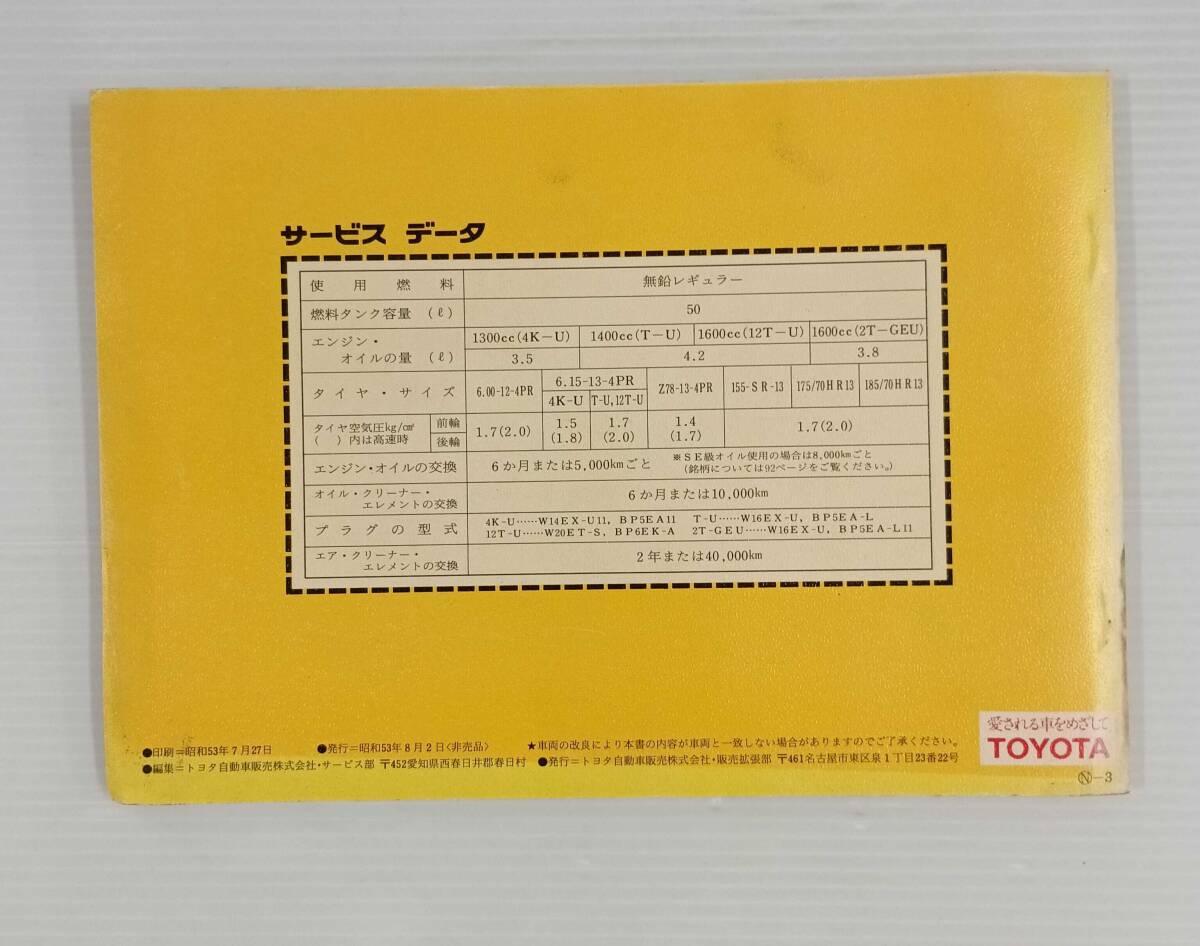 サービス データ
使用燃料 無鉛レギュラー
燃料タンク容量 (ℓ) 50
エンジン・オイルの量 (ℓ) 1300cc(4K-U) 1400cc(T-U) 1600cc(12T-U) 1600cc(2T-GEU)
3.5 4.2 3.8
タイヤ・サイズ 6.00-12-4PR 6.15-13-4PR Z78-13-4PR 155-SR-13 175/70HR13 185/70HR13
4K-U T-U,12T-U
タイヤ空気圧kg/c㎡ ( )内は高速時 前輪 後輪 1.7(2.0) 1.5 (1.8) 1.7 (2.0) 1.4 (1.7) 1.7(2.0)
エンジン・オイルの交換 6か月または5,000kmごと ※SE級オイル使用の場合は8,000kmごと
(銘柄については92ページをご覧ください。)
オイル・クリーナー・エレメントの交換 6か月または10,000km
プラグの型式 4K-U……W14EX-U11, BP5EA11 T-U……W16EX-U, BP5EA-L
12T-U……W20ET-S, BP6EK-A 2T-GEU……W16EX-U, BP5EA-L11
エア・クリーナー・エレメントの交換 2年または40,000km
愛される車をめざして
TOYOTA
●印刷=昭和53年7月27日 ●発行=昭和53年8月2日〈非売品〉 ★車両の改良により本書の内容が車両と一致しない場合がありますのでご了承ください。
●編集=トヨタ自動車販売株式会社・サービス部 〒452愛知県西春日井郡春日村 ●発行=トヨタ自動車販売株式会社・販売拡張部 〒461名古屋市東区泉1丁目23番22号
Ⓝ-3